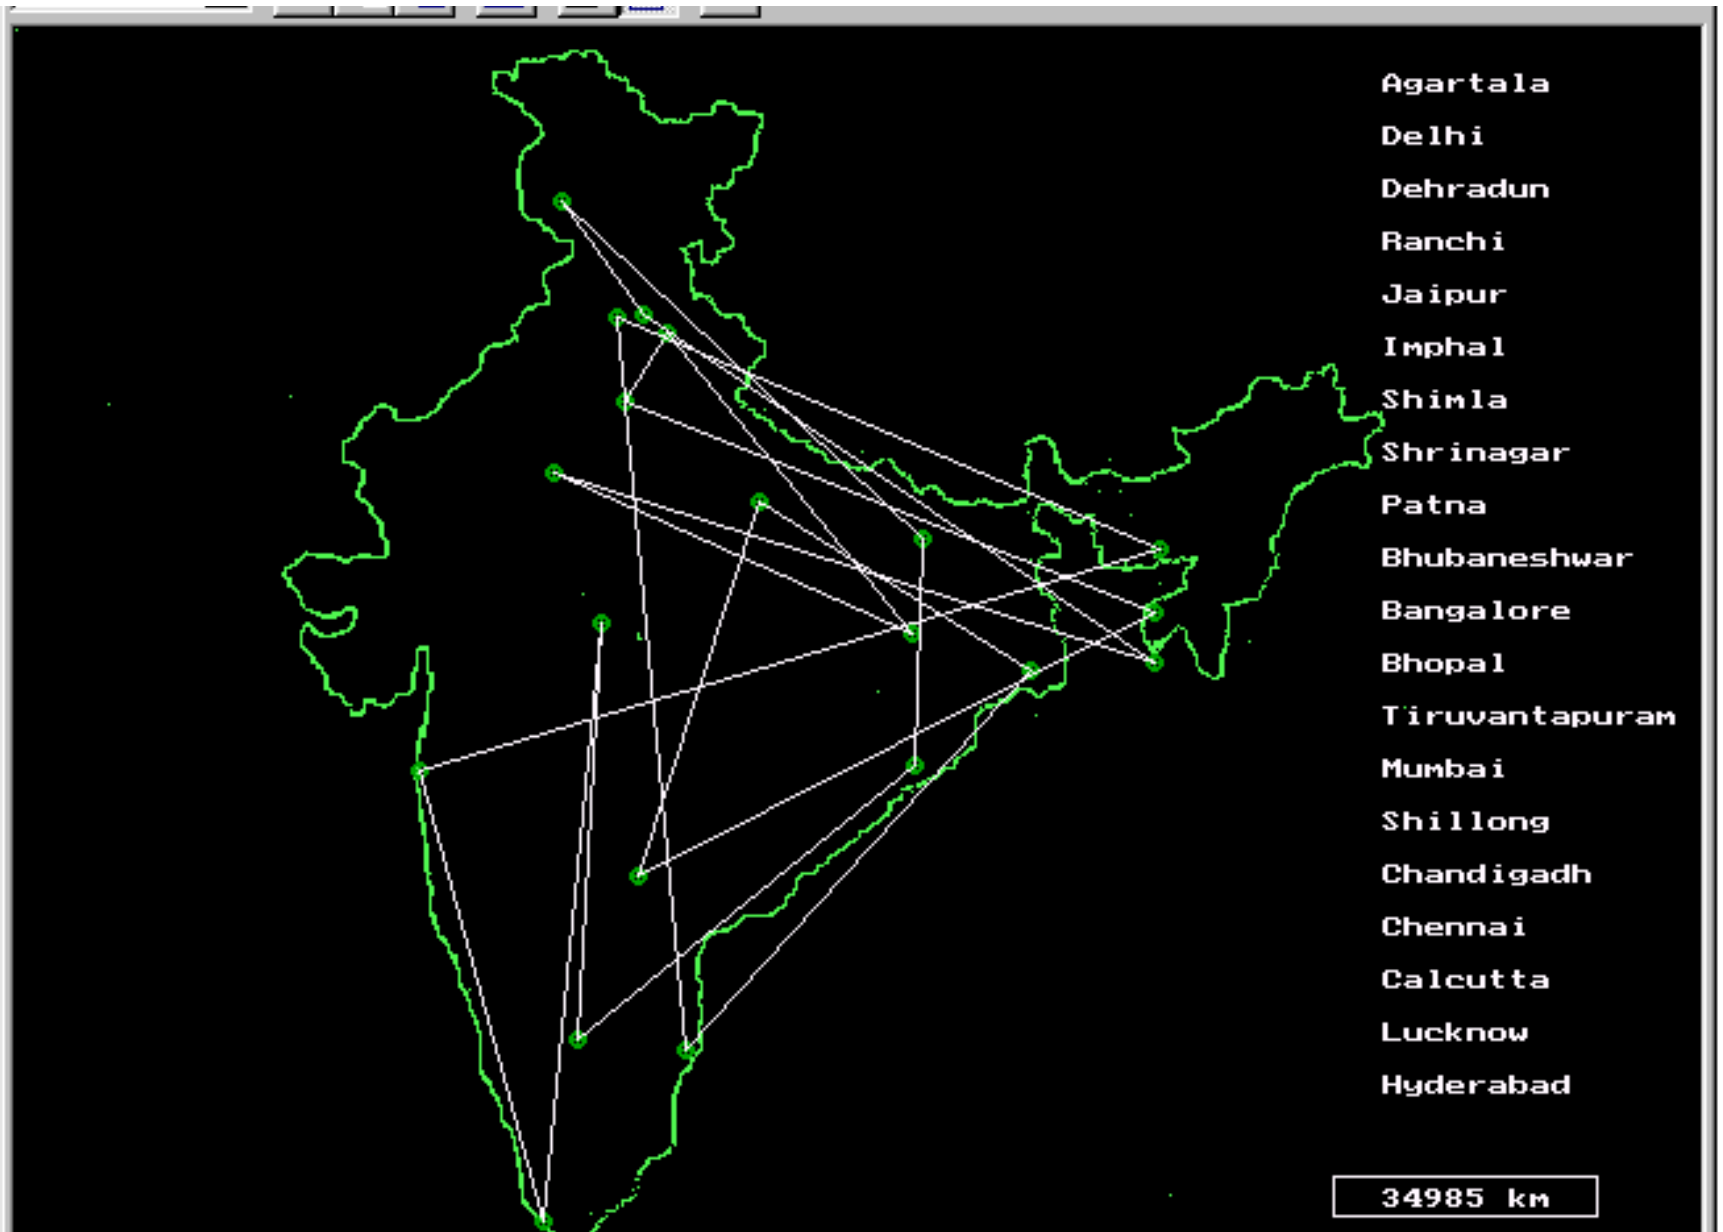 Agartala
Delhi
Dehradun
Ranchi
Jaipur
Imphal
Shimla
Shrinagar
Patna
Bhubaneshwar
Bangalore
Bhopal
Tiruvantapuram
Mumbai
Shillong
Chandigadh
Chennai
Calcutta
Lucknow
Hyderabad
34985 km